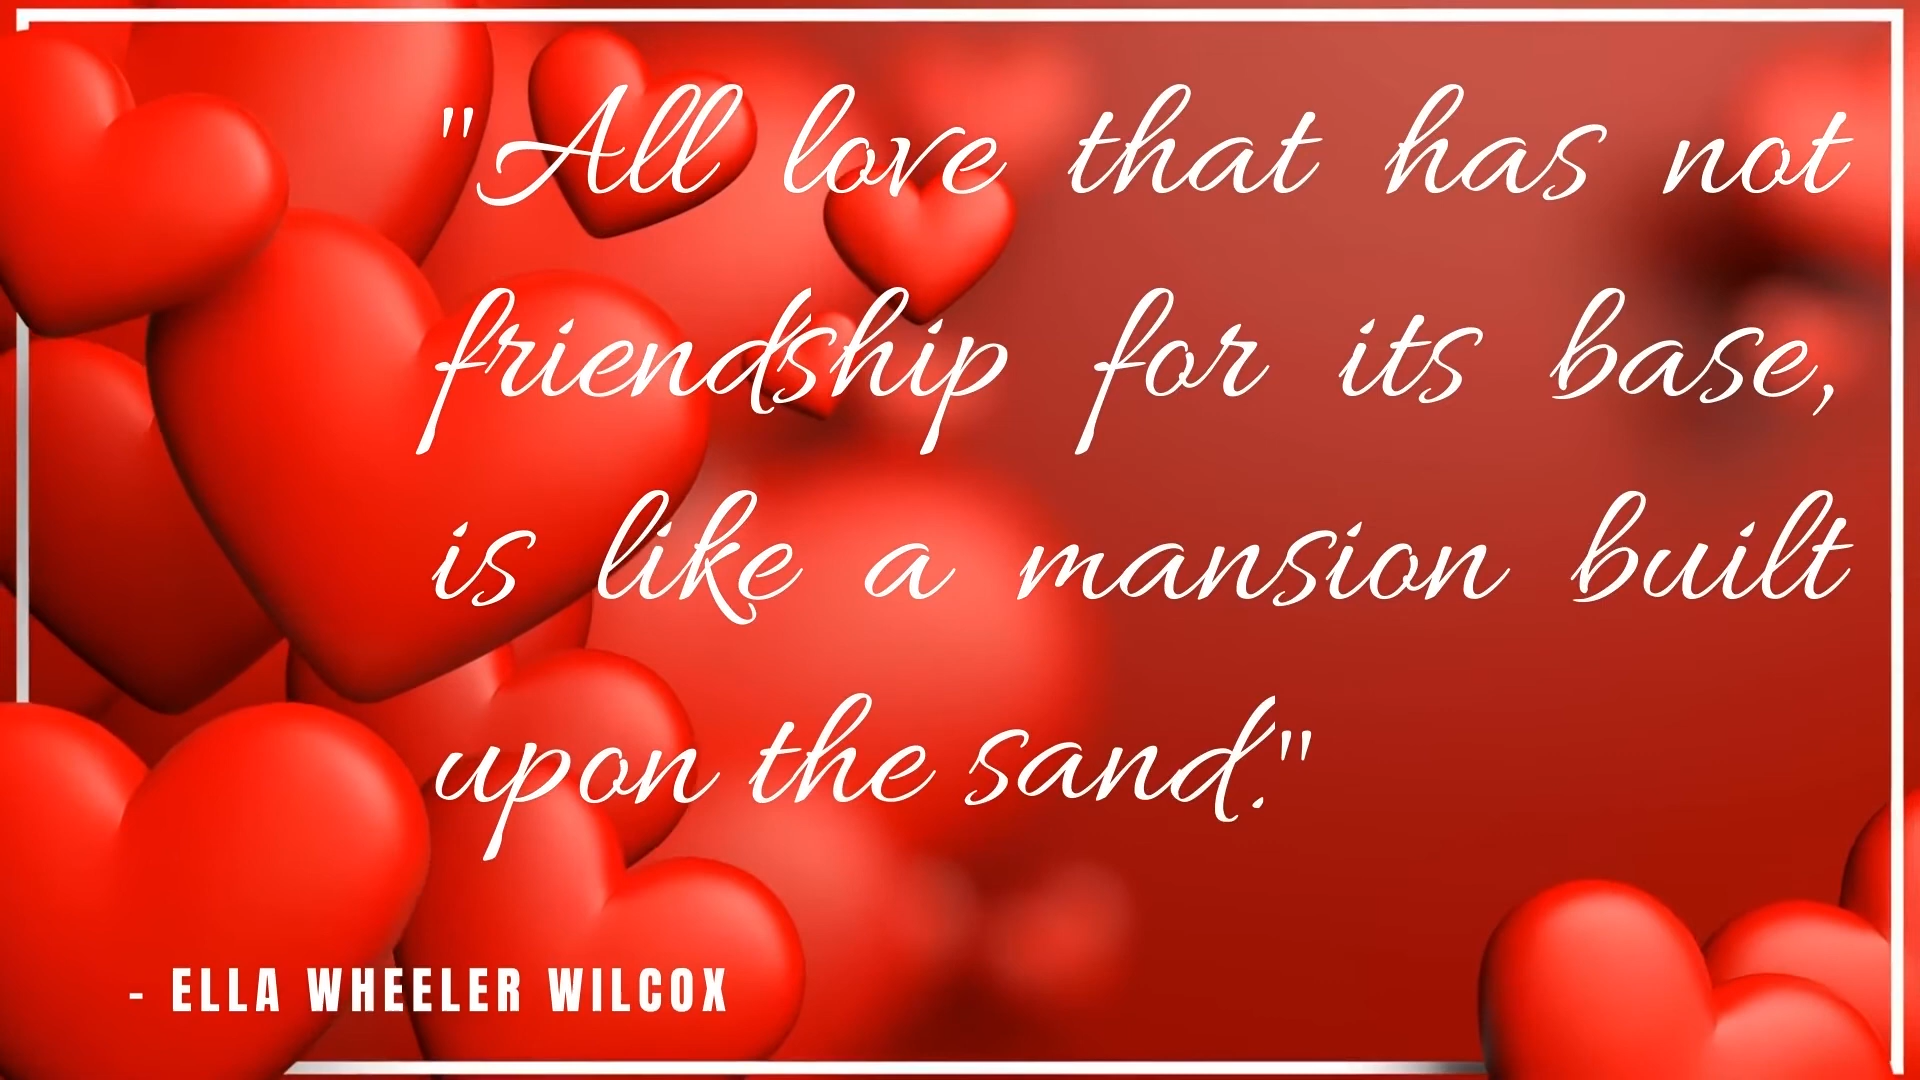 "All love that has not
friendship for its base,
is like a mansion built
upon the sand."
- ELLA WHEELER WILCOX